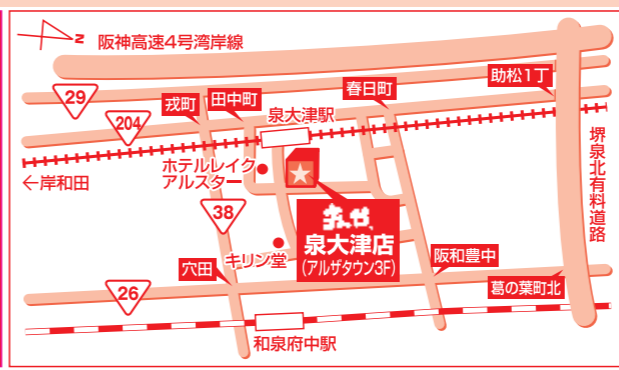 Z
阪神高速4号湾岸線
29
204
戎町
田中町
泉大津駅
春日町
助松1丁
堺泉北有料道路
←岸和田
ホテルレイク
アルスター
38
キリン堂
泉大津店
(アルザタウン3F)
穴田
阪和豊中
26
葛の葉町北
和泉府中駅